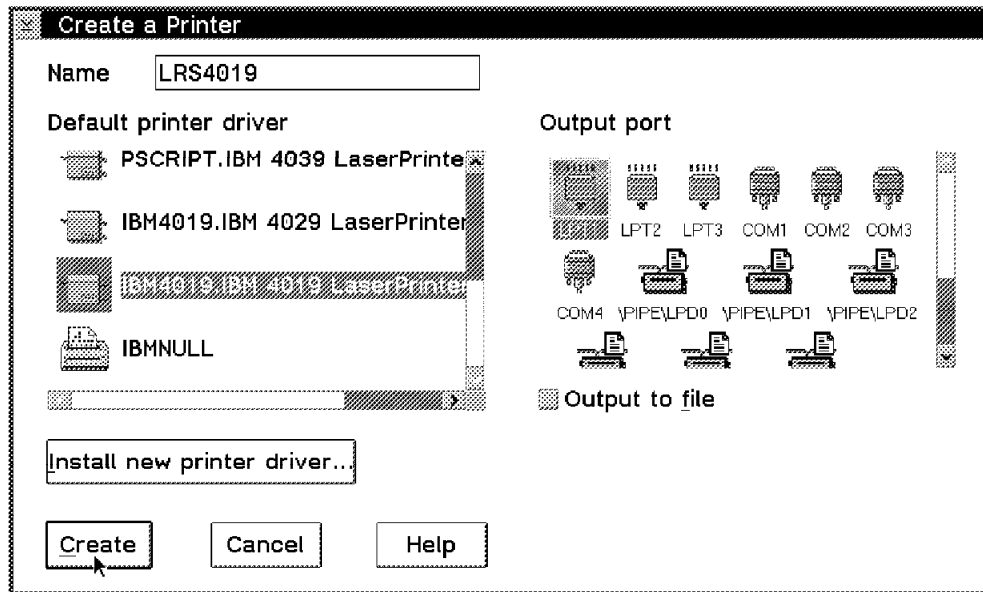 Create a Printer
Name LRS4019
Default printer driver
PSCRIPT.IBM 4039 LaserPrinte
IBM4019.IBM 4029 LaserPrinter
IBM4019.IBM 4019 LaserPrinter
IBMNULL
Install new printer driver...
Output port
LPT2 LPT3 COM1 COM2 COM3
COM4 \PIPE\LPD0 \PIPE\LPD1 \PIPE\LPD2
Output to file
Create Cancel Help